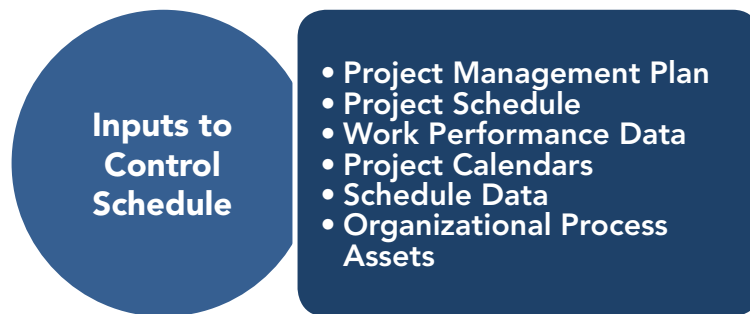 Inputs to
Control
Schedule
• Project Management Plan
• Project Schedule
• Work Performance Data
• Project Calendars
• Schedule Data
• Organizational Process
Assets